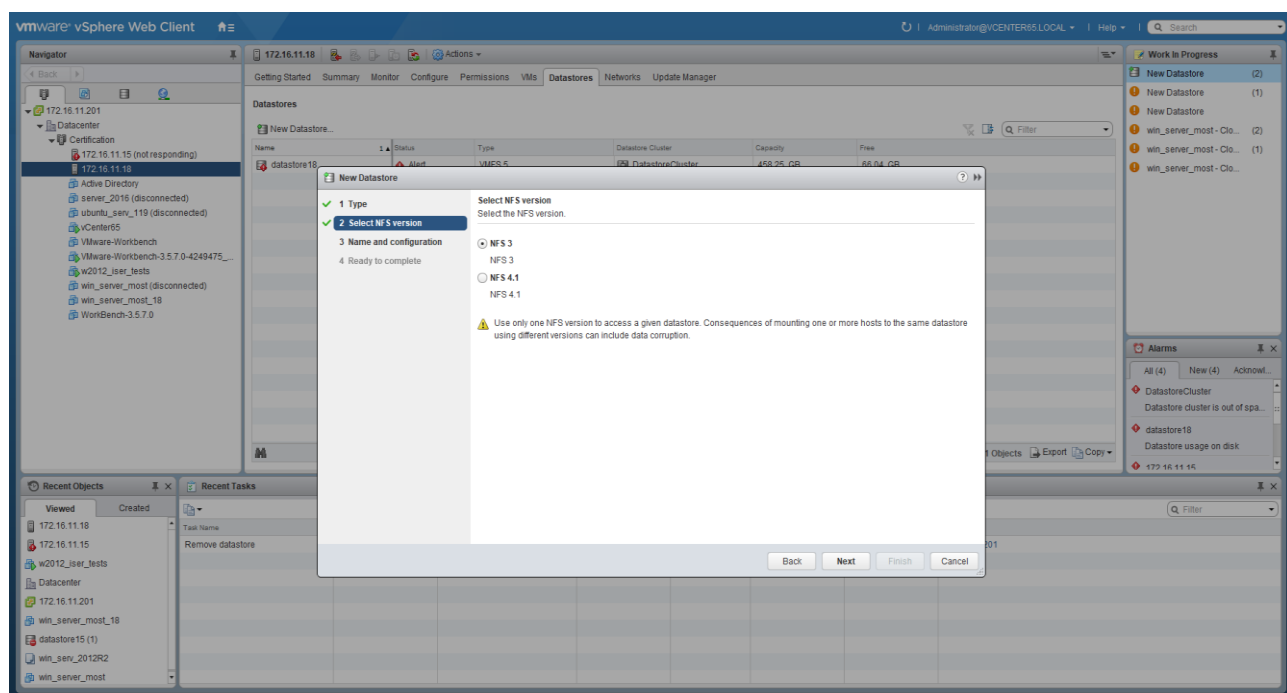 vmware® vSphere Web Client
Administrator@VCENTER65.LOCAL
Help
Search
Navigator
Back
172.16.11.201
Datacenter
Certification
172.16.11.15 (not responding)
172.16.11.18
Active Directory
server_2016 (disconnected)
ubuntu_serv_119 (disconnected)
vCenter65
VMware-Workbench
VMware-Workbench-3.5.7.0-4249475_...
w2012_iser_tests
win_server_most (disconnected)
win_server_most_18
WorkBench-3.5.7.0
172.16.11.18
Actions
Getting Started Summary Monitor Configure Permissions VMs Datastores Networks Update Manager
Datastores
New Datastore...
Filter
Name 1 Status Type Datastore Cluster Capacity Free
datastore18 Alert VMFS 5 DatastoreCluster 458.25 GB 66.04 GB
1 Objects Export Copy
New Datastore
1 Type
2 Select NFS version
3 Name and configuration
4 Ready to complete
Select NFS version
Select the NFS version.
NFS 3
NFS 3
NFS 4.1
NFS 4.1
Use only one NFS version to access a given datastore. Consequences of mounting one or more hosts to the same datastore
using different versions can include data corruption.
Back Next Finish Cancel
Work In Progress
New Datastore (2)
New Datastore (1)
New Datastore
win_server_most - Clo... (2)
win_server_most - Clo... (1)
win_server_most - Clo...
Alarms
All (4) New (4) Acknowl...
DatastoreCluster
Datastore cluster is out of spa...
datastore18
Datastore usage on disk
172.16.11.15
Recent Objects
Viewed Created
172.16.11.18
172.16.11.15
w2012_iser_tests
Datacenter
172.16.11.201
win_server_most_18
datastore15 (1)
win_serv_2012R2
win_server_most
Recent Tasks
Filter
Task Name
Remove datastore